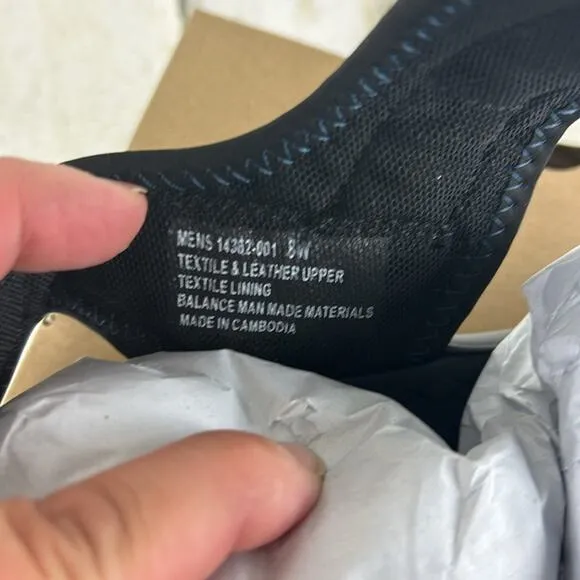 MENS 14382-001 8W
TEXTILE & LEATHER UPPER
TEXTILE LINING
BALANCE MAN MADE MATERIALS
MADE IN CAMBODIA